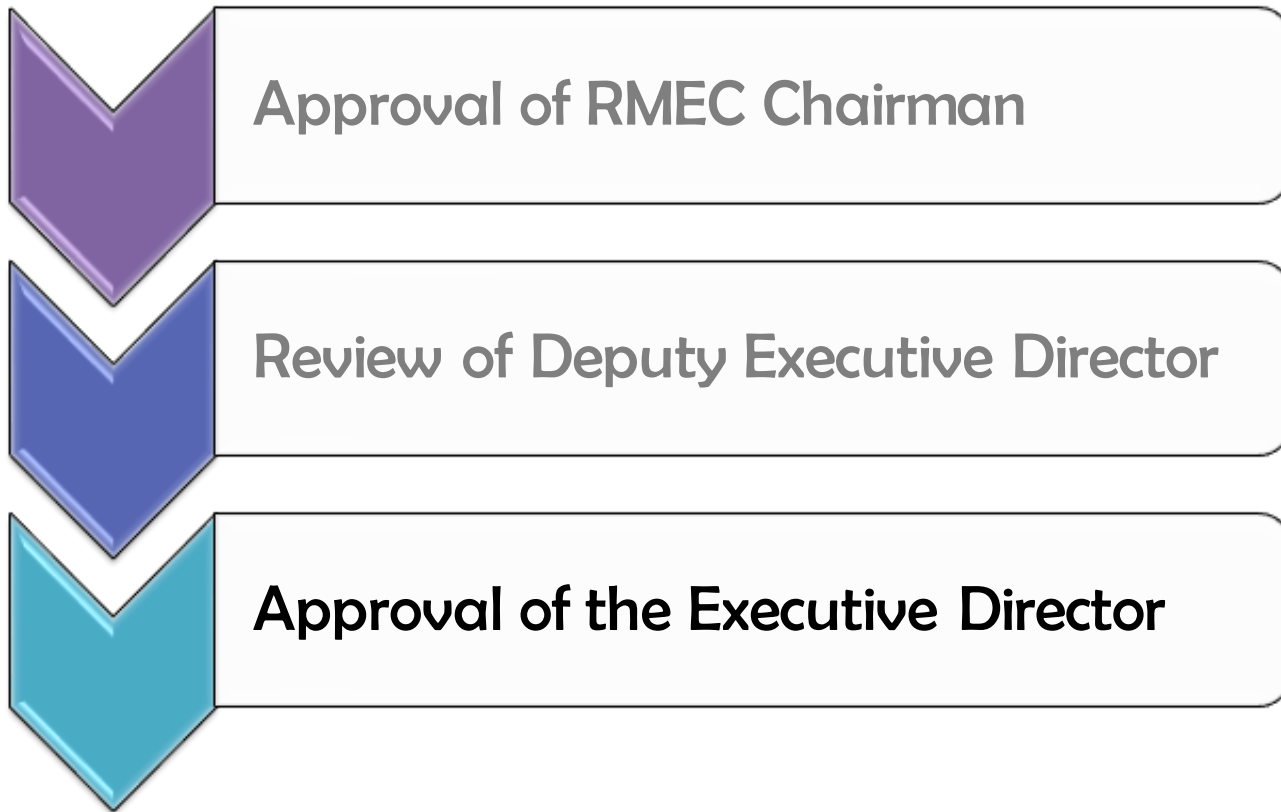 Approval of RMEC Chairman
Review of Deputy Executive Director
Approval of the Executive Director